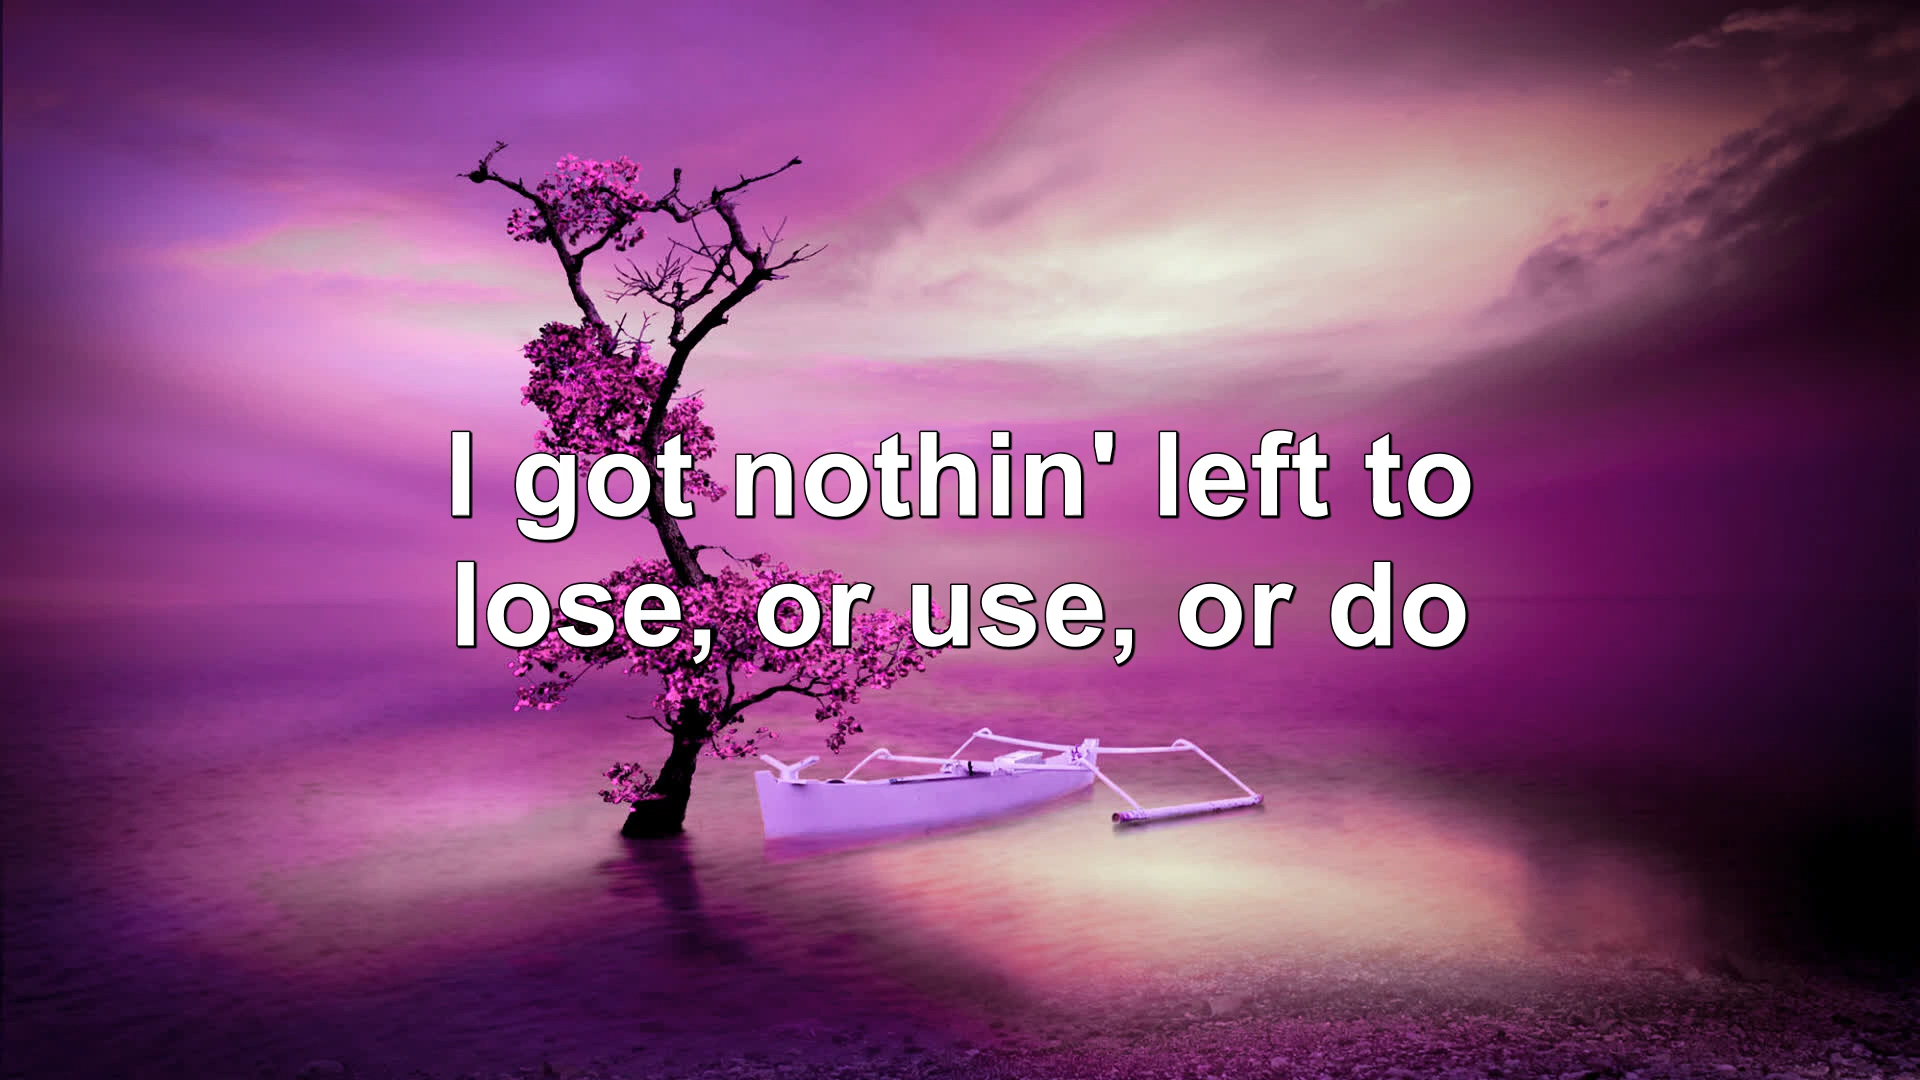 I got nothin' left to
lose, or use, or do